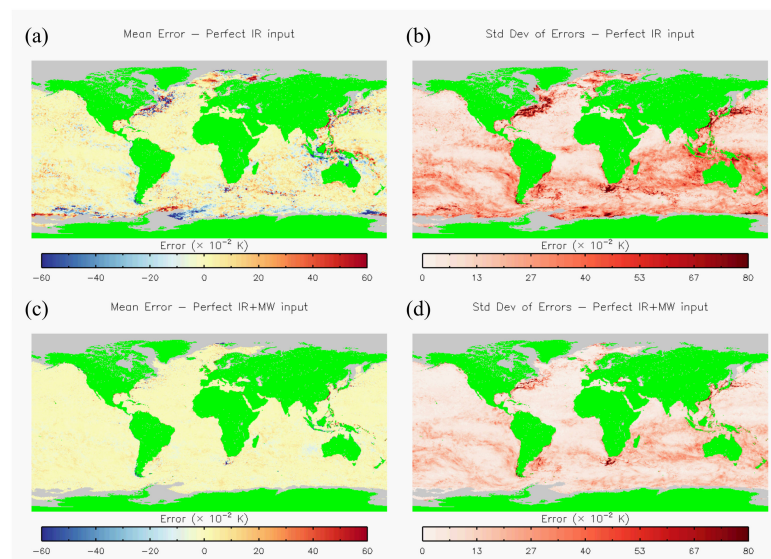 (a) Mean Error – Perfect IR input
(b) Std Dev of Errors – Perfect IR input
Error (× 10⁻² K)
−60 −40 −20 0 20 40 60
Error (× 10⁻² K)
0 13 27 40 53 67 80
(c) Mean Error – Perfect IR+MW input
(d) Std Dev of Errors – Perfect IR+MW input
Error (× 10⁻² K)
−60 −40 −20 0 20 40 60
Error (× 10⁻² K)
0 13 27 40 53 67 80